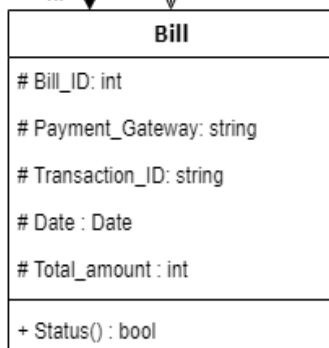 Bill
# Bill_ID: int
# Payment_Gateway: string
# Transaction_ID: string
# Date : Date
# Total_amount : int
+ Status() : bool